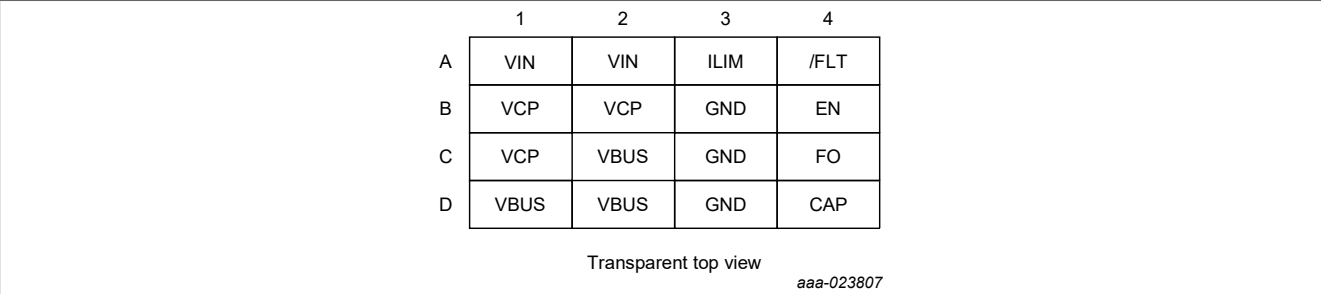 1 2 3 4
A VIN VIN ILIM /FLT
B VCP VCP GND EN
C VCP VBUS GND FO
D VBUS VBUS GND CAP
Transparent top view
aaa-023807